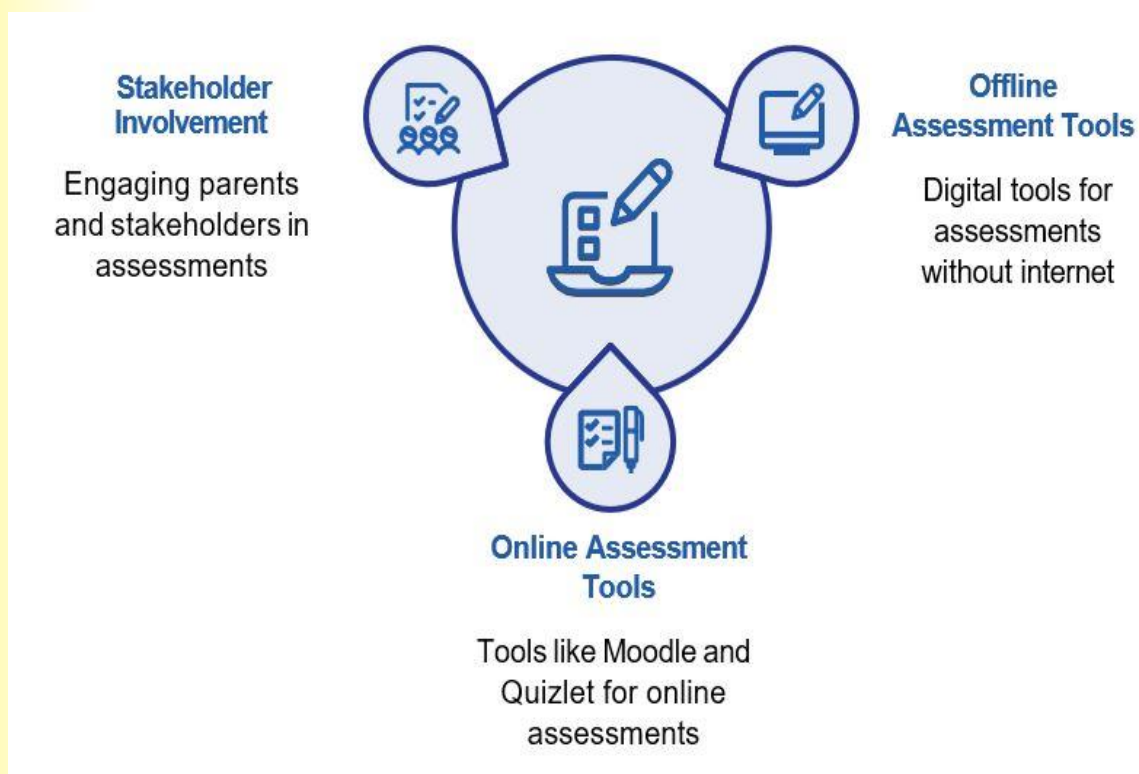 Stakeholder
Involvement
Engaging parents
and stakeholders in
assessments
Offline
Assessment Tools
Digital tools for
assessments
without internet
Online Assessment
Tools
Tools like Moodle and
Quizlet for online
assessments